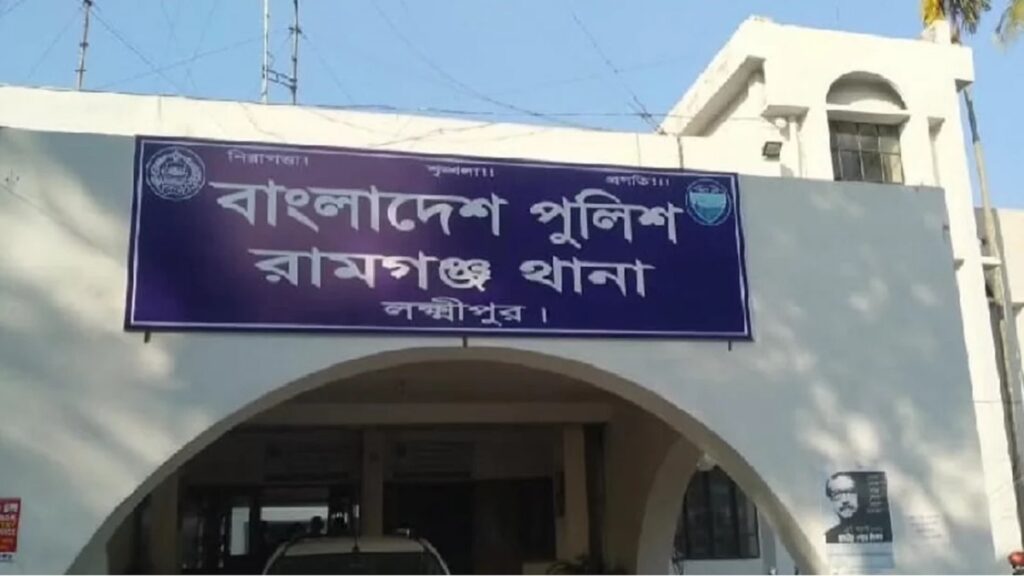 নিরাপত্তা। শৃঙ্খলা।। প্রগতি।।।
বাংলাদেশ পুলিশ
রামগঞ্জ থানা
লক্ষ্মীপুর।